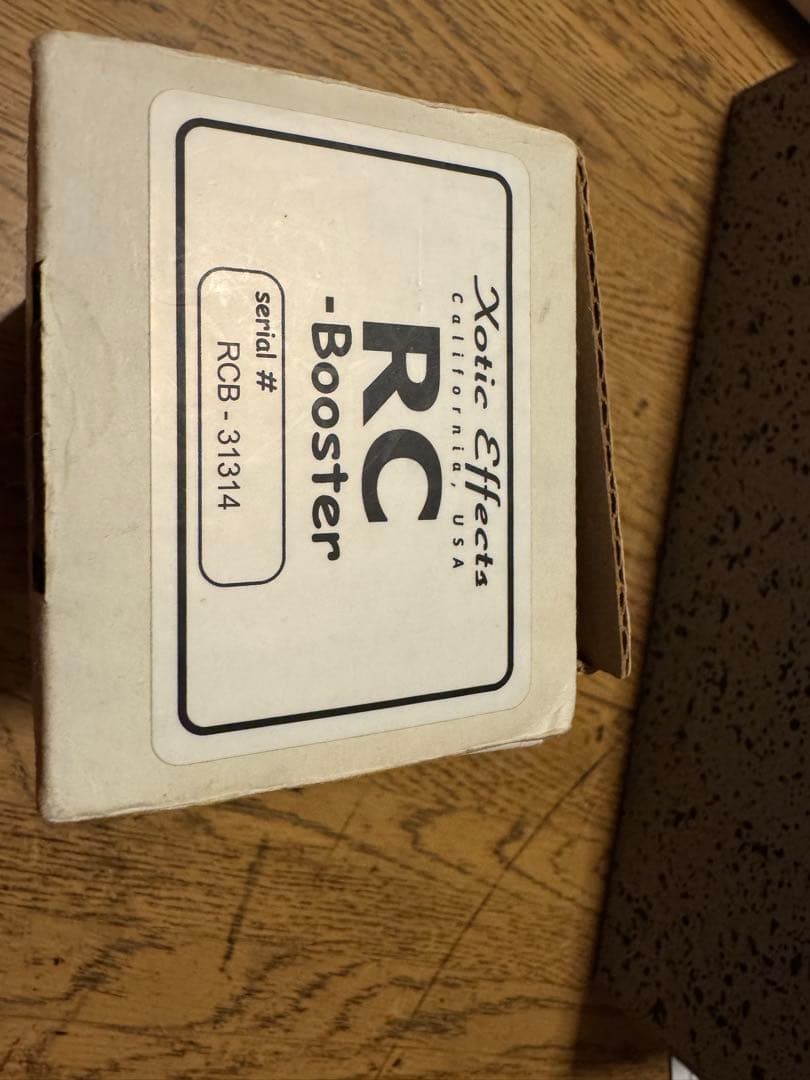 Xotic Effects
California, USA
RC
-Booster
serial #
RCB - 31314